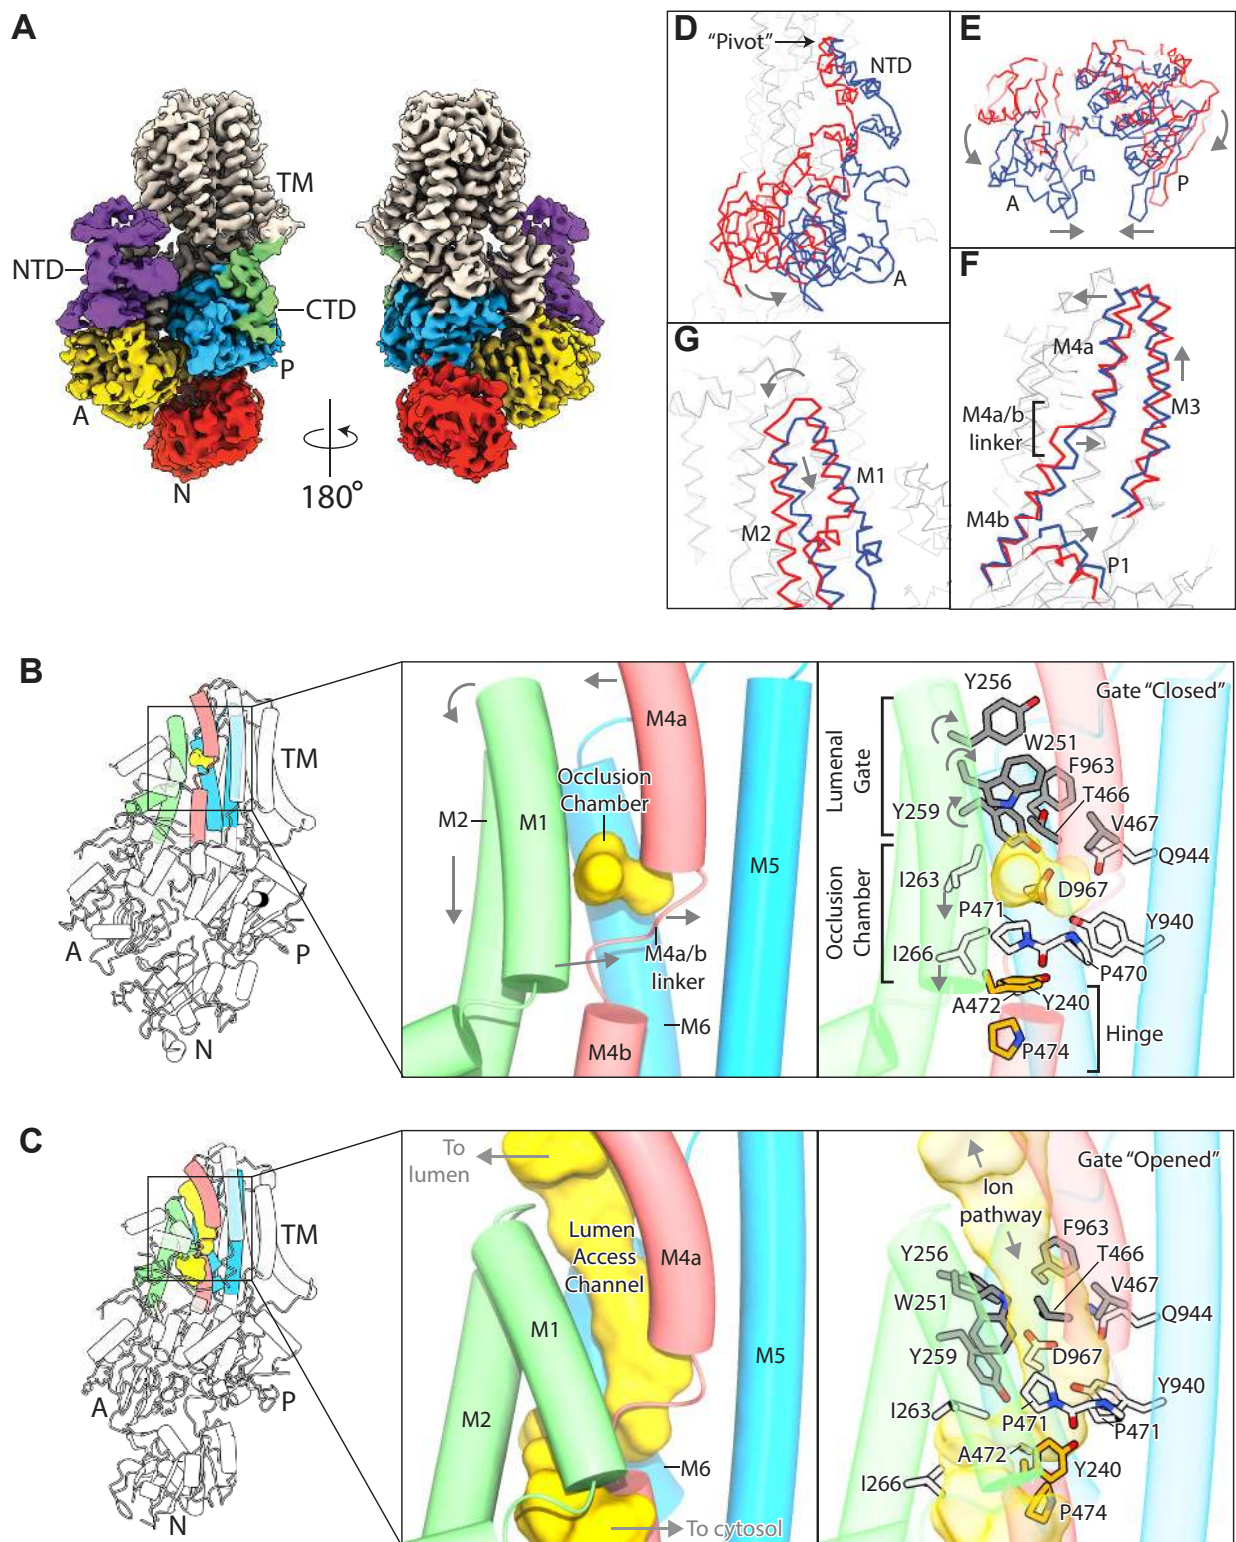 A
TM
NTD
CTD
P
A
N
180°
D
"Pivot"
NTD
A
E
A
P
F
M4a
M4a/b
linker
M3
M4b
P1
G
M1
M2
B
TM
A
P
N
M4a
Occlusion
Chamber
M2
M1
M5
M4a/b
linker
M6
M4b
Gate "Closed"
Lumenal
Gate
Y256
W251
F963
T466
Y259
V467
Q944
Occlusion
Chamber
I263
D967
P471
Y940
I266
P470
A472
Y240
Hinge
P474
C
TM
A
P
N
To
lumen
Lumen
Access
Channel
M4a
M1
M5
M2
M6
To cytosol
Gate "Opened"
Ion
pathway
F963
Y256
T466
W251
V467
Q944
Y259
D967
Y940
I263
P471
P471
A472
Y240
I266
P474